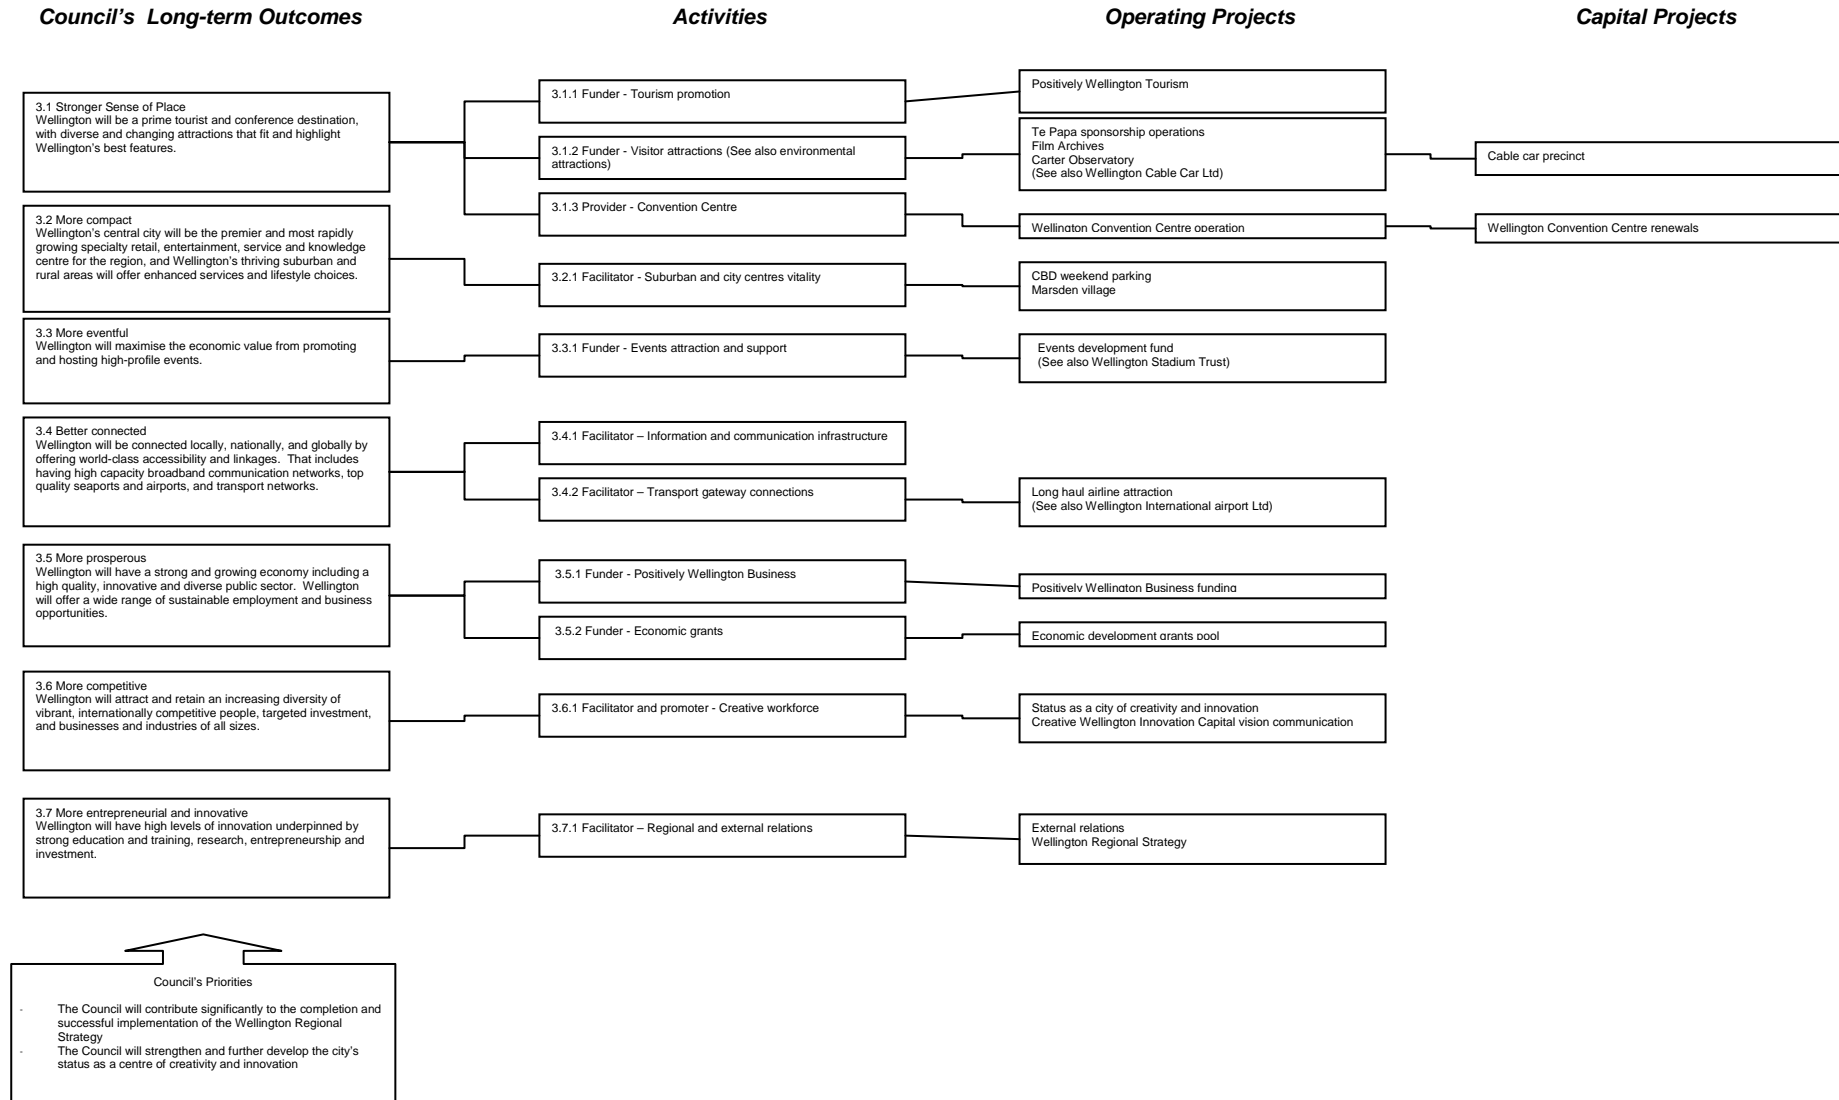 Council's Long-term Outcomes
Activities
Operating Projects
Capital Projects
3.1 Stronger Sense of Place
Wellington will be a prime tourist and conference destination,
with diverse and changing attractions that fit and highlight
Wellington's best features.
3.1.1 Funder - Tourism promotion
Positively Wellington Tourism
3.1.2 Funder - Visitor attractions (See also environmental
attractions)
Te Papa sponsorship operations
Film Archives
Carter Observatory
(See also Wellington Cable Car Ltd)
Cable car precinct
3.1.3 Provider - Convention Centre
Wellington Convention Centre operation
Wellington Convention Centre renewals
3.2 More compact
Wellington's central city will be the premier and most rapidly
growing specialty retail, entertainment, service and knowledge
centre for the region, and Wellington's thriving suburban and
rural areas will offer enhanced services and lifestyle choices.
3.2.1 Facilitator - Suburban and city centres vitality
CBD weekend parking
Marsden village
3.3 More eventful
Wellington will maximise the economic value from promoting
and hosting high-profile events.
3.3.1 Funder - Events attraction and support
Events development fund
(See also Wellington Stadium Trust)
3.4 Better connected
Wellington will be connected locally, nationally, and globally by
offering world-class accessibility and linkages.  That includes
having high capacity broadband communication networks, top
quality seaports and airports, and transport networks.
3.4.1 Facilitator – Information and communication infrastructure
3.4.2 Facilitator – Transport gateway connections
Long haul airline attraction
(See also Wellington International airport Ltd)
3.5 More prosperous
Wellington will have a strong and growing economy including a
high quality, innovative and diverse public sector.  Wellington
will offer a wide range of sustainable employment and business
opportunities.
3.5.1 Funder - Positively Wellington Business
Positively Wellington Business funding
3.5.2 Funder - Economic grants
Economic development grants pool
3.6 More competitive
Wellington will attract and retain an increasing diversity of
vibrant, internationally competitive people, targeted investment,
and businesses and industries of all sizes.
3.6.1 Facilitator and promoter - Creative workforce
Status as a city of creativity and innovation
Creative Wellington Innovation Capital vision communication
3.7 More entrepreneurial and innovative
Wellington will have high levels of innovation underpinned by
strong education and training, research, entrepreneurship and
investment.
3.7.1 Facilitator – Regional and external relations
External relations
Wellington Regional Strategy
Council's Priorities
- The Council will contribute significantly to the completion and
successful implementation of the Wellington Regional
Strategy
- The Council will strengthen and further develop the city's
status as a centre of creativity and innovation